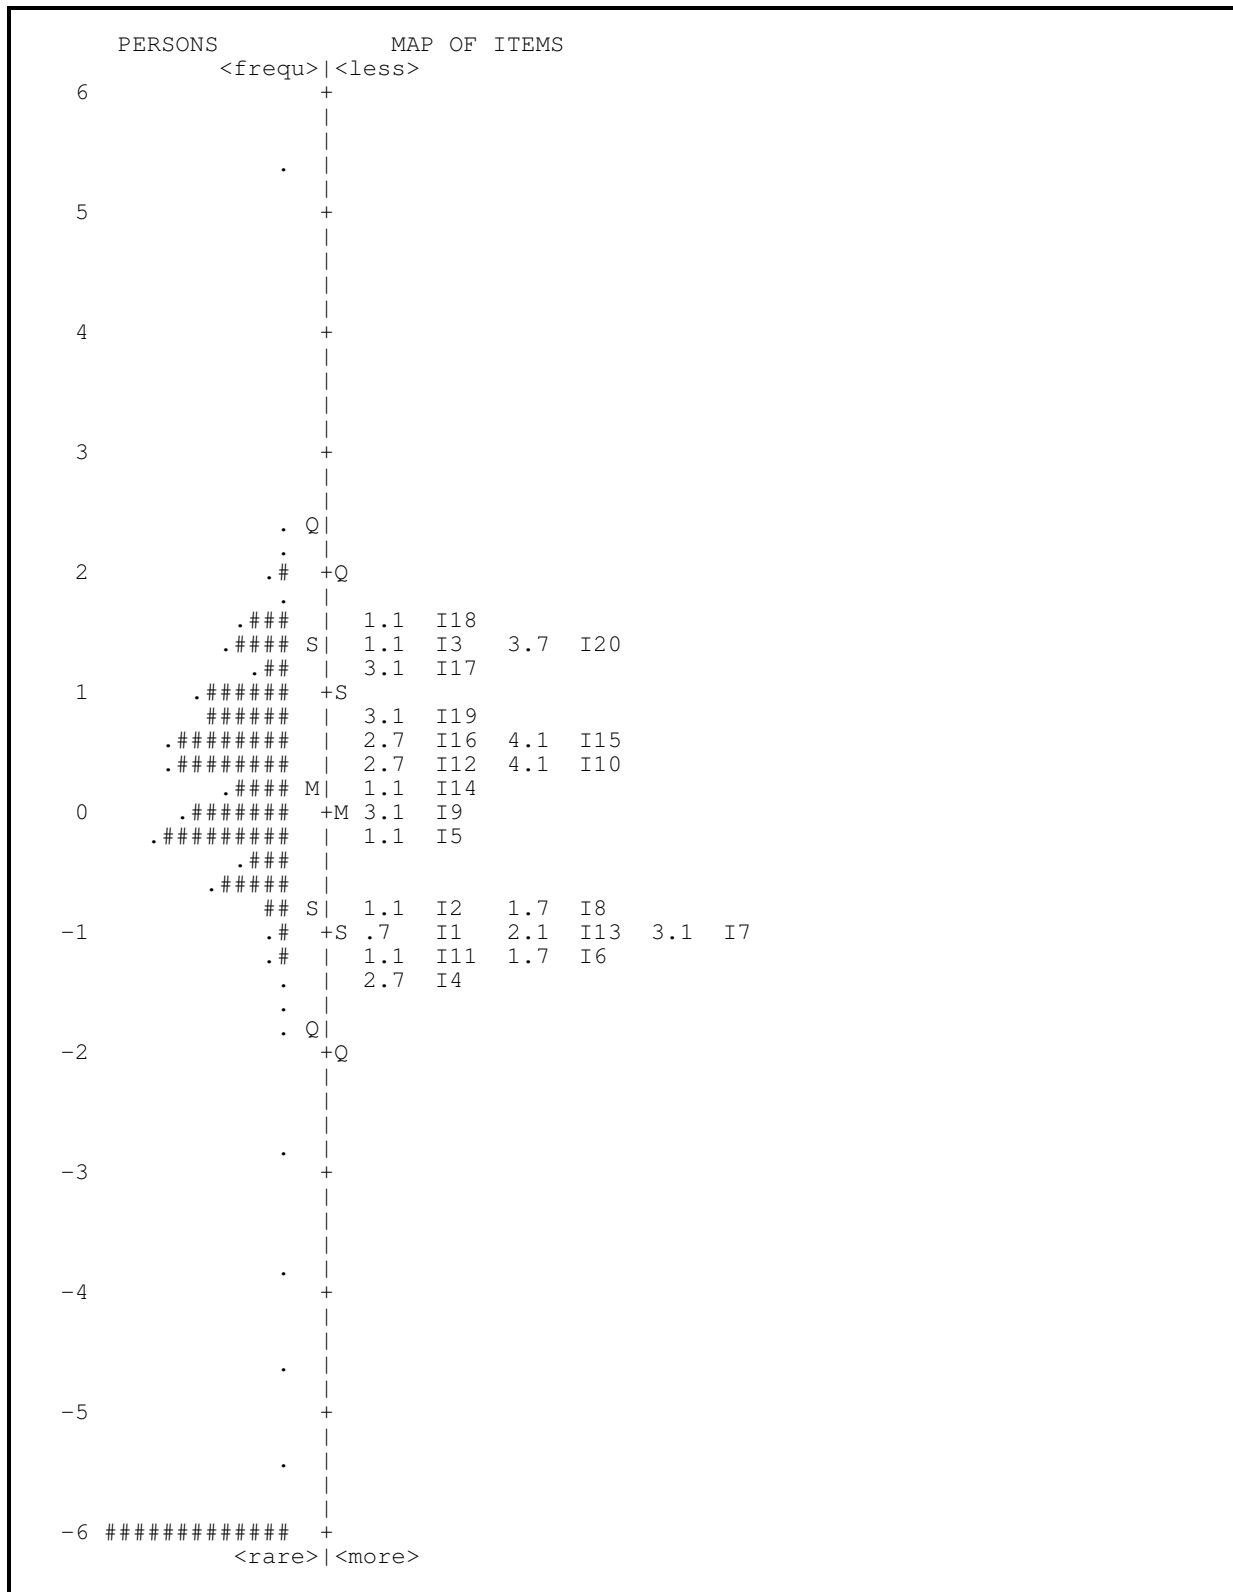 PERSONS MAP OF ITEMS
<frequ>|<less>
6 +
|
|
. |
|
5 +
|
|
|
|
4 +
|
|
|
|
3 +
|
|
. Q|
. |
2 .# +Q
. |
.### | 1.1 I18
.#### S| 1.1 I3 3.7 I20
.## | 3.1 I17
1 .###### +S
###### | 3.1 I19
.######## | 2.7 I16 4.1 I15
.######## | 2.7 I12 4.1 I10
.#### M| 1.1 I14
0 .####### +M 3.1 I9
.######### | 1.1 I5
.### |
.##### |
## S| 1.1 I2 1.7 I8
-1 .# +S .7 I1 2.1 I13 3.1 I7
.# | 1.1 I11 1.7 I6
. | 2.7 I4
. |
. Q|
-2 +Q
|
|
|
. |
-3 +
|
|
|
. |
-4 +
|
|
. |
|
-5 +
|
. |
|
|
-6 ############# +
<rare>|<more>